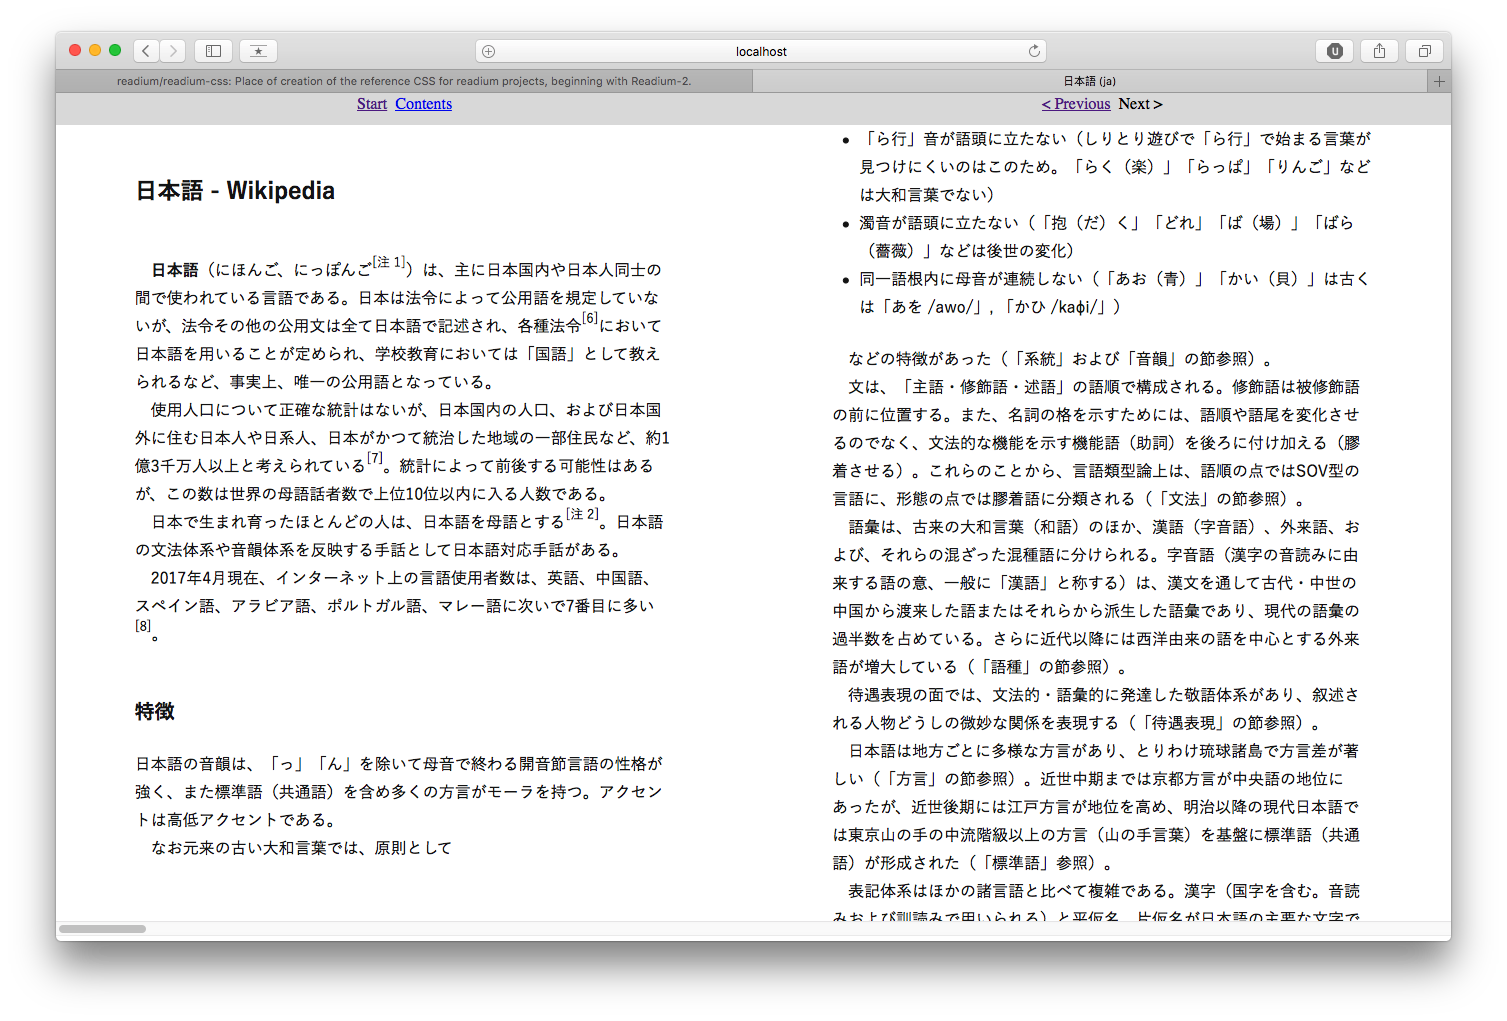 localhost
readium/readium-css: Place of creation of the reference CSS for readium projects, beginning with Readium-2.
日本語 (ja)
Start Contents
< Previous Next >
日本語 - Wikipedia
日本語（にほんご、にっぽんご[注 1]）は、主に日本国内や日本人同士の
間で使われている言語である。日本は法令によって公用語を規定していな
いが、法令その他の公用文は全て日本語で記述され、各種法令[6]において
日本語を用いることが定められ、学校教育においては「国語」として教え
られるなど、事実上、唯一の公用語となっている。
使用人口について正確な統計はないが、日本国内の人口、および日本国
外に住む日本人や日系人、日本がかつて統治した地域の一部住民など、約1
億3千万人以上と考えられている[7]。統計によって前後する可能性はある
が、この数は世界の母語話者数で上位10位以内に入る人数である。
日本で生まれ育ったほとんどの人は、日本語を母語とする[注 2]。日本語
の文法体系や音韻体系を反映する手話として日本語対応手話がある。
2017年4月現在、インターネット上の言語使用者数は、英語、中国語、
スペイン語、アラビア語、ポルトガル語、マレー語に次いで7番目に多い
[8]。
特徴
日本語の音韻は、「っ」「ん」を除いて母音で終わる開音節言語の性格が
強く、また標準語（共通語）を含め多くの方言がモーラを持つ。アクセン
トは高低アクセントである。
なお元来の古い大和言葉では、原則として
• 「ら行」音が語頭に立たない（しりとり遊びで「ら行」で始まる言葉が
見つけにくいのはこのため。「らく（楽）」「らっぱ」「りんご」など
は大和言葉でない）
• 濁音が語頭に立たない（「抱（だ）く」「どれ」「ば（場）」「ばら
（薔薇）」などは後世の変化）
• 同一語根内に母音が連続しない（「あお（青）」「かい（貝）」は古く
は「あを /awo/」, 「かひ /kaɸi/」）
などの特徴があった（「系統」および「音韻」の節参照）。
文は、「主語・修飾語・述語」の語順で構成される。修飾語は被修飾語
の前に位置する。また、名詞の格を示すためには、語順や語尾を変化させ
るのでなく、文法的な機能を示す機能語（助詞）を後ろに付け加える（膠
着させる）。これらのことから、言語類型論上は、語順の点ではSOV型の
言語に、形態の点では膠着語に分類される（「文法」の節参照）。
語彙は、古来の大和言葉（和語）のほか、漢語（字音語）、外来語、お
よび、それらの混ざった混種語に分けられる。字音語（漢字の音読みに由
来する語の意、一般に「漢語」と称する）は、漢文を通して古代・中世の
中国から渡来した語またはそれらから派生した語彙であり、現代の語彙の
過半数を占めている。さらに近代以降には西洋由来の語を中心とする外来
語が増大している（「語種」の節参照）。
待遇表現の面では、文法的・語彙的に発達した敬語体系があり、叙述さ
れる人物どうしの微妙な関係を表現する（「待遇表現」の節参照）。
日本語は地方ごとに多様な方言があり、とりわけ琉球諸島で方言差が著
しい（「方言」の節参照）。近世中期までは京都方言が中央語の地位に
あったが、近世後期には江戸方言が地位を高め、明治以降の現代日本語で
は東京山の手の中流階級以上の方言（山の手言葉）を基盤に標準語（共通
語）が形成された（「標準語」参照）。
表記体系はほかの諸言語と比べて複雑である。漢字（国字を含む。音読
みおよび訓読みで用いられる）と平仮名、片仮名が日本語の主要な文字で